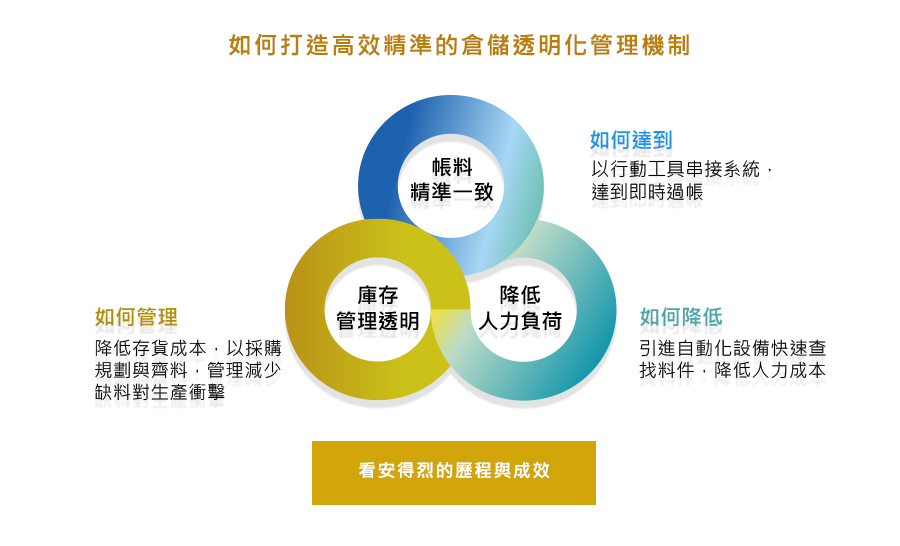 如何打造高效精準的倉儲透明化管理機制
帳料
精準一致
如何達到
以行動工具串接系統，
達到即時過帳
庫存
管理透明
降低
人力負荷
如何管理
降低存貨成本，以採購
規劃與齊料，管理減少
缺料對生產衝擊
如何降低
引進自動化設備快速查
找料件，降低人力成本
看安得烈的歷程與成效